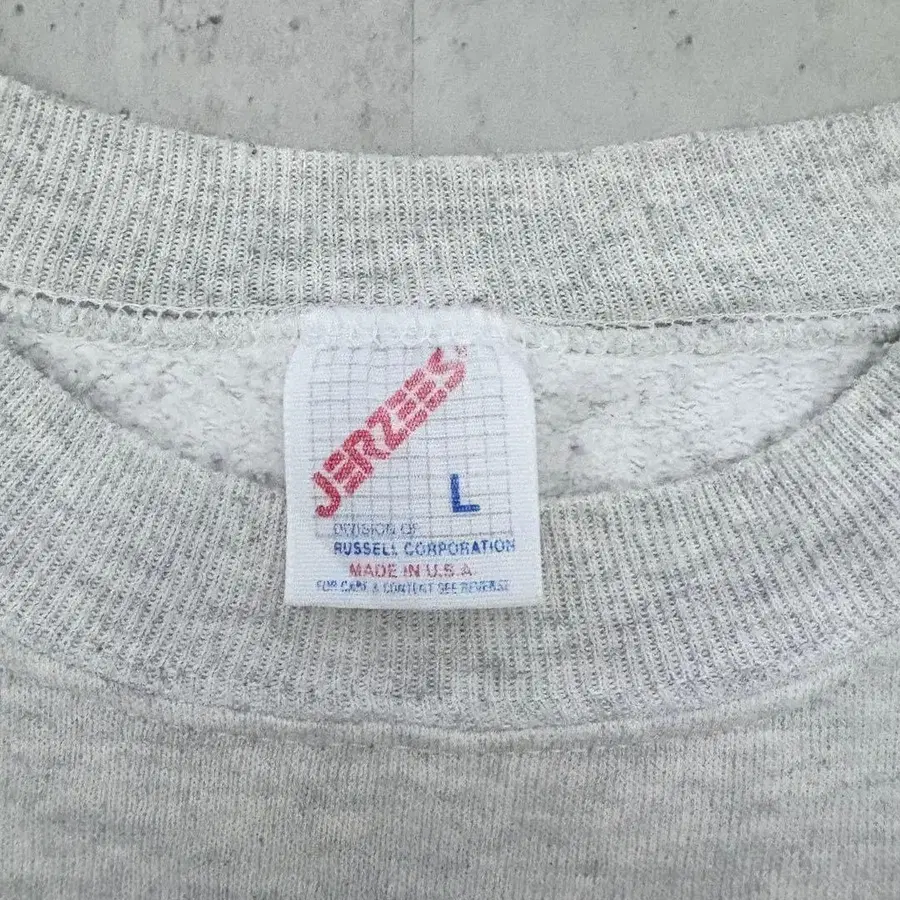 JERZEES®
L
DIVISION OF
RUSSELL CORPORATION
MADE IN U.S.A.
FOR CARE & CONTENT SEE REVERSE